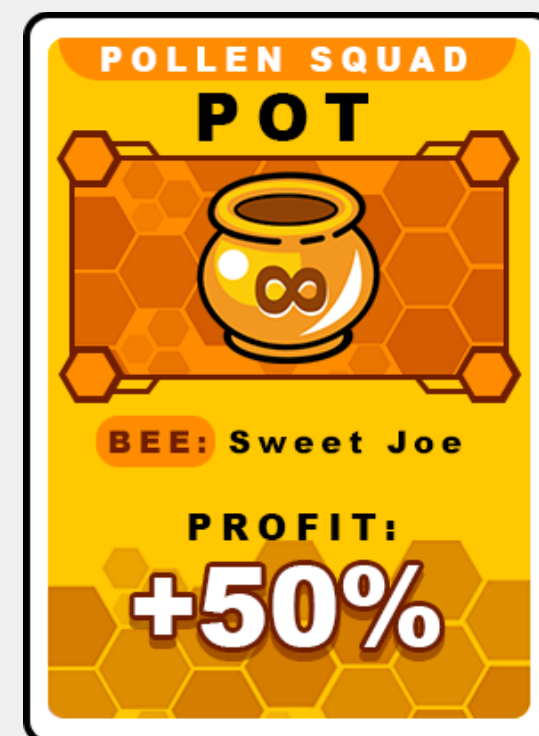 POLLEN SQUAD
POT
∞
BEE: Sweet Joe
PROFIT:
+50%